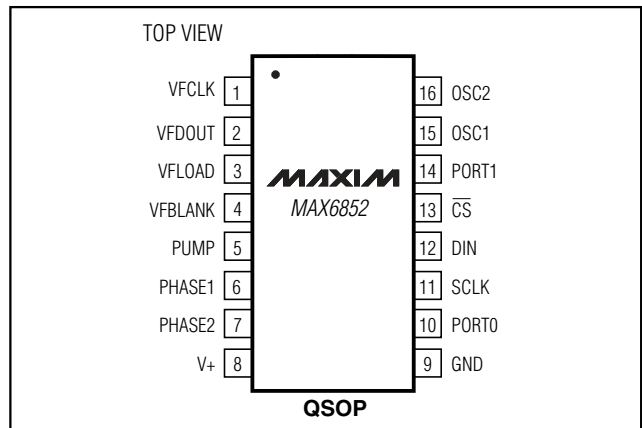 TOP VIEW
VFCLK 1 16 OSC2
VFDOUT 2 15 OSC1
VFLOAD 3 MAXIM 14 PORT1
VFBLANK 4 MAX6852 13 C̅S̅
PUMP 5 12 DIN
PHASE1 6 11 SCLK
PHASE2 7 10 PORT0
V+ 8 9 GND
QSOP